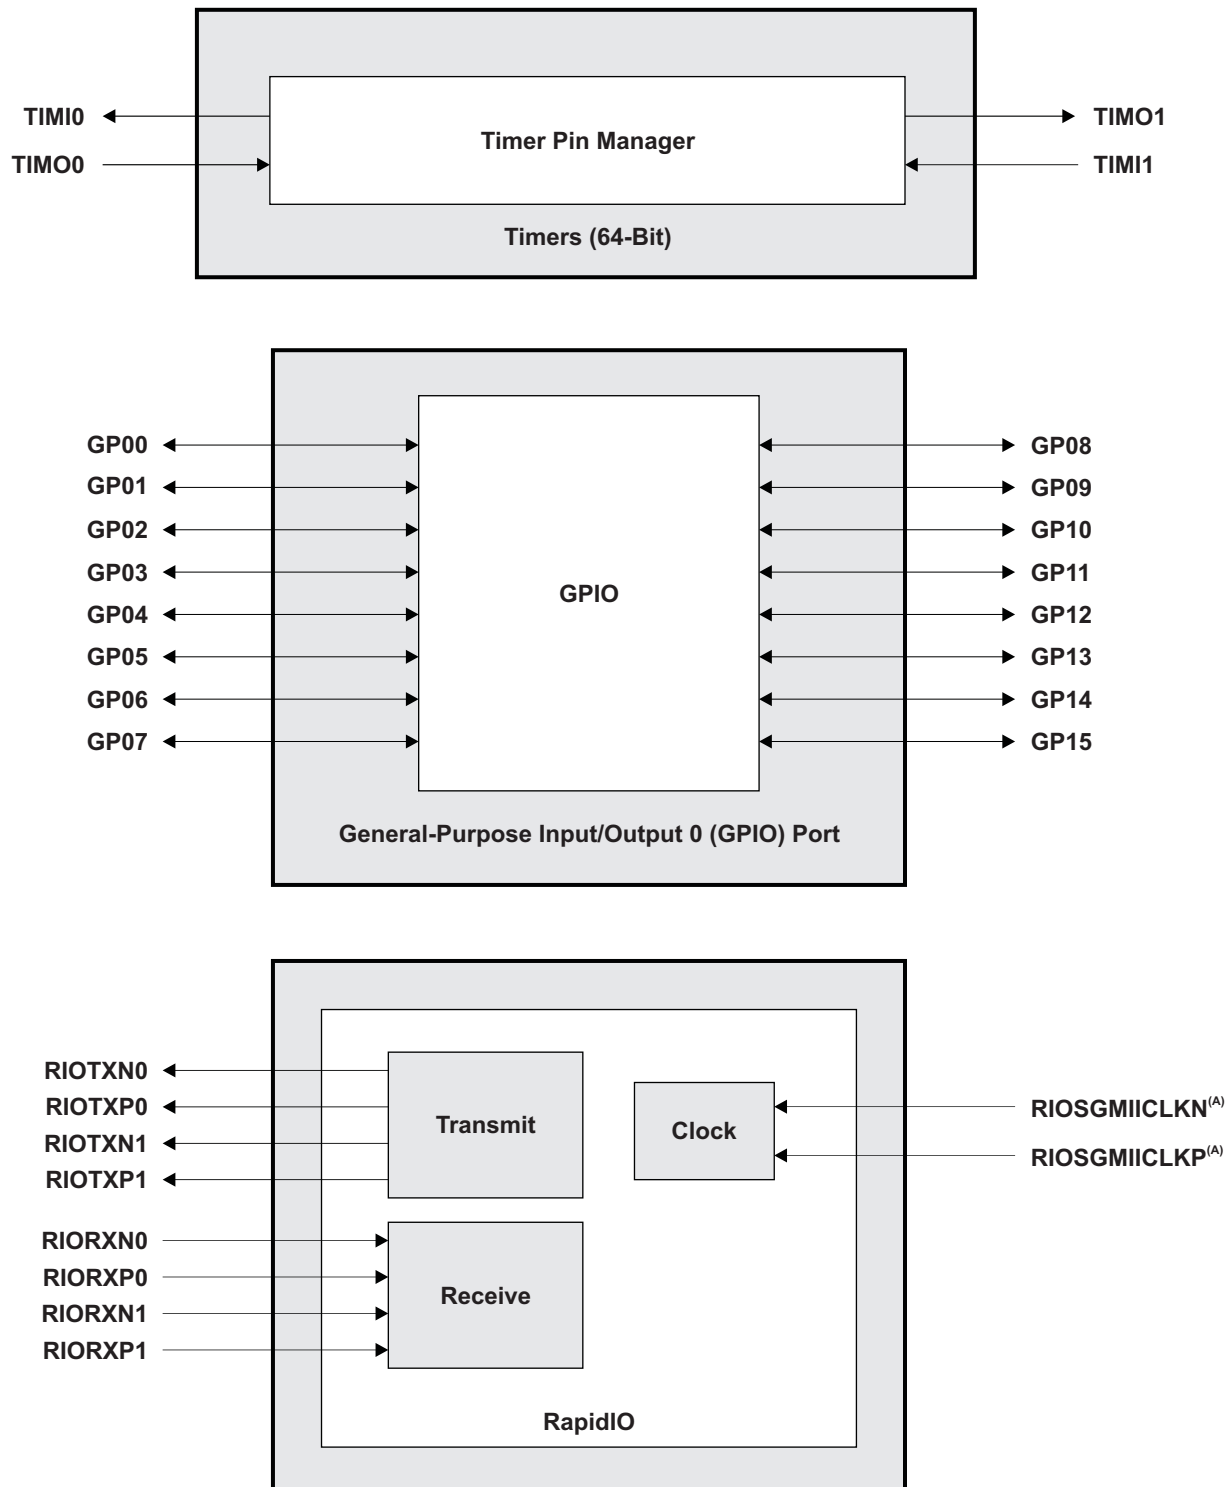 TIMI0
TIMO0
Timer Pin Manager
TIMO1
TIMI1
Timers (64-Bit)
GP00
GP01
GP02
GP03
GP04
GP05
GP06
GP07
GPIO
GP08
GP09
GP10
GP11
GP12
GP13
GP14
GP15
General-Purpose Input/Output 0 (GPIO) Port
RIOTXN0
RIOTXP0
RIOTXN1
RIOTXP1
Transmit
Clock
RIOSGMIICLKN(A)
RIOSGMIICLKP(A)
RIORXN0
RIORXP0
RIORXN1
RIORXP1
Receive
RapidIO